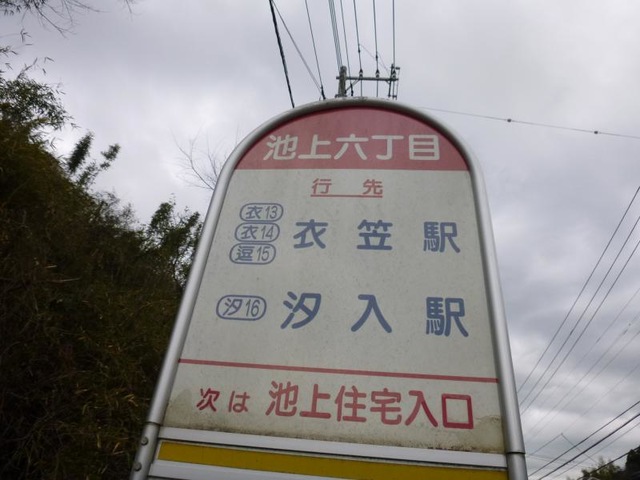 池上六丁目
行先
衣13
衣14 衣笠駅
逗15
汐16 汐入駅
次は 池上住宅入口